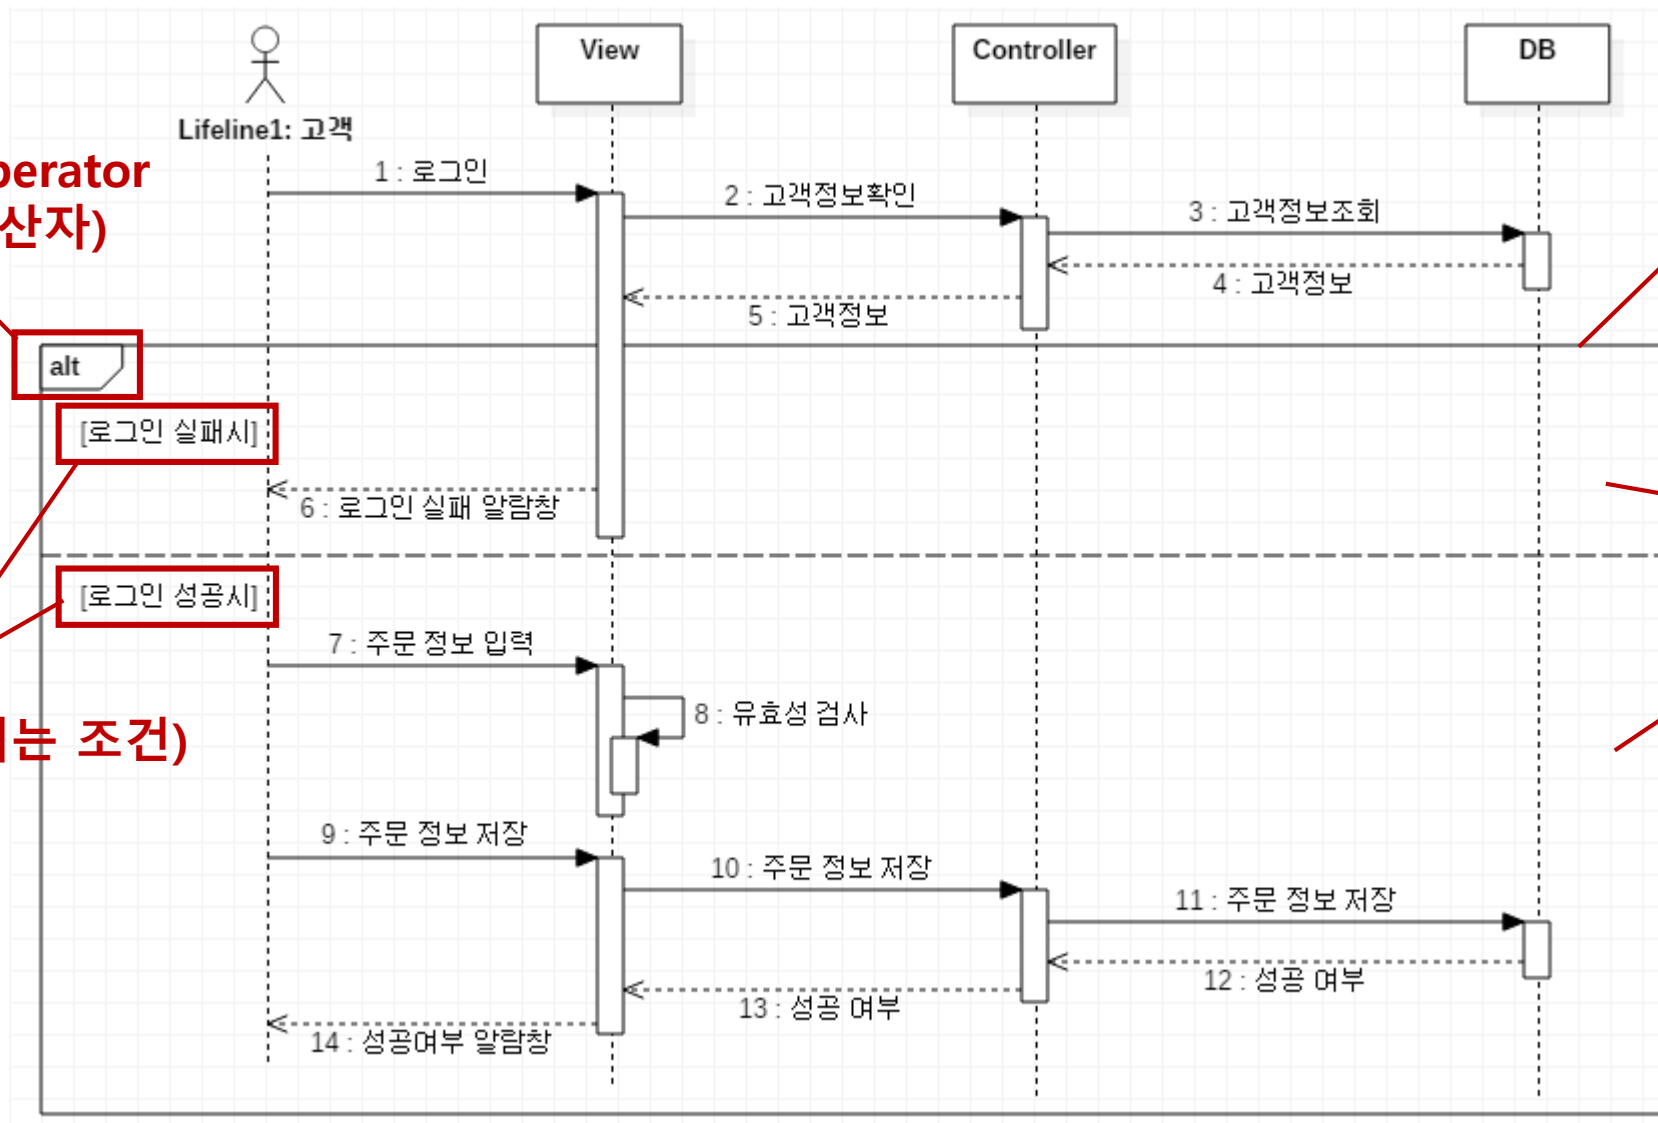 View
Controller
DB
Lifeline1: 고객
perator
산자)
1 : 로그인
2 : 고객정보확인
3 : 고객정보조회
4 : 고객정보
5 : 고객정보
alt
[로그인 실패시]
6 : 로그인 실패 알람창
[로그인 성공시]
7 : 주문 정보 입력
8 : 유효성 검사
는 조건)
9 : 주문 정보 저장
10 : 주문 정보 저장
11 : 주문 정보 저장
12 : 성공 여부
13 : 성공 여부
14 : 성공여부 알람창